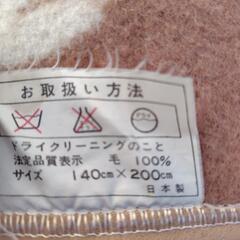 お取扱い方法
ドライクリーニングのこと
法定品質表示 毛 100%
サイズ 140cm×200cm
日本製